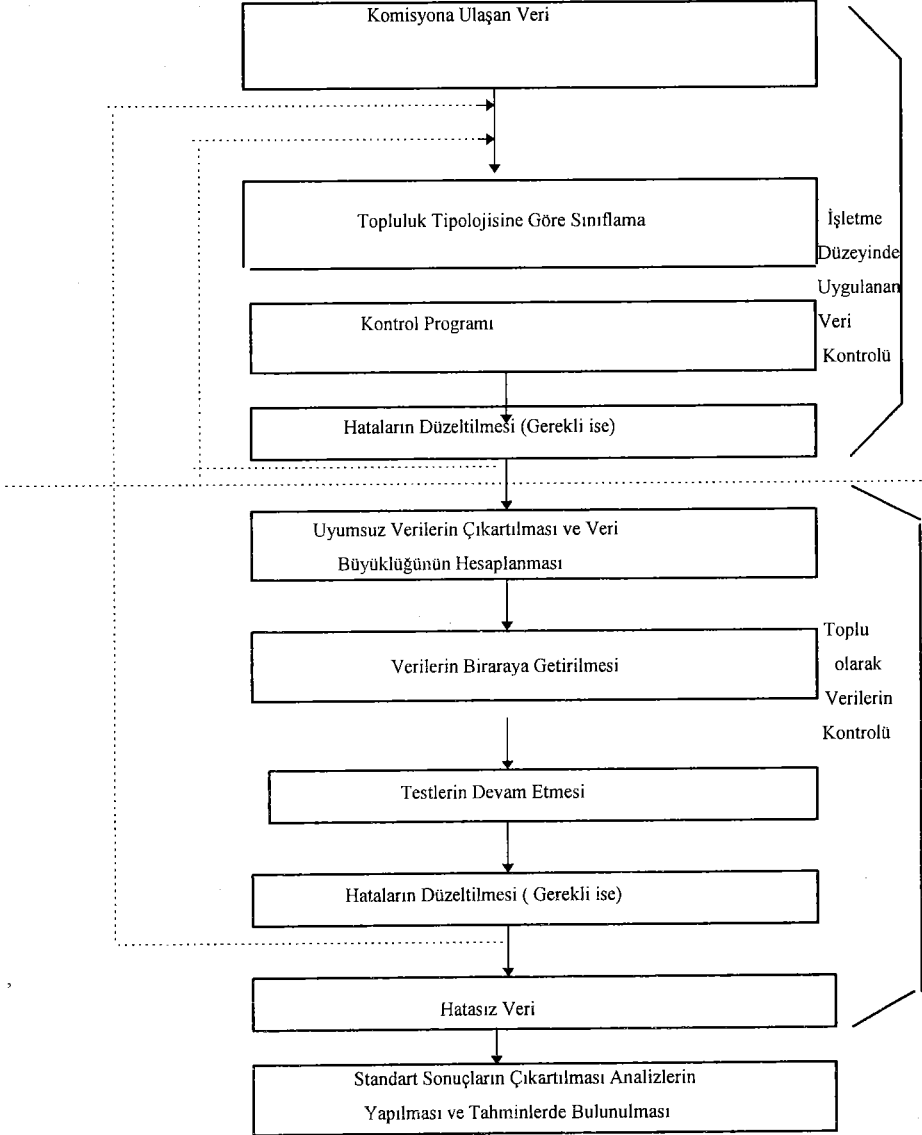 Komisyona Ulaşan Veri
Topluluk Tipolojisine Göre Sınıflama
Kontrol Programı
Hataların Düzeltilmesi (Gerekli ise)
İşletme
Düzeyinde
Uygulanan
Veri
Kontrolü
Uyumsuz Verilerin Çıkartılması ve Veri
Büyüklüğünün Hesaplanması
Verilerin Biraraya Getirilmesi
Testlerin Devam Etmesi
Hataların Düzeltilmesi ( Gerekli ise)
Hatasız Veri
Toplu
olarak
Verilerin
Kontrolü
Standart Sonuçların Çıkartılması Analizlerin
Yapılması ve Tahminlerde Bulunulması